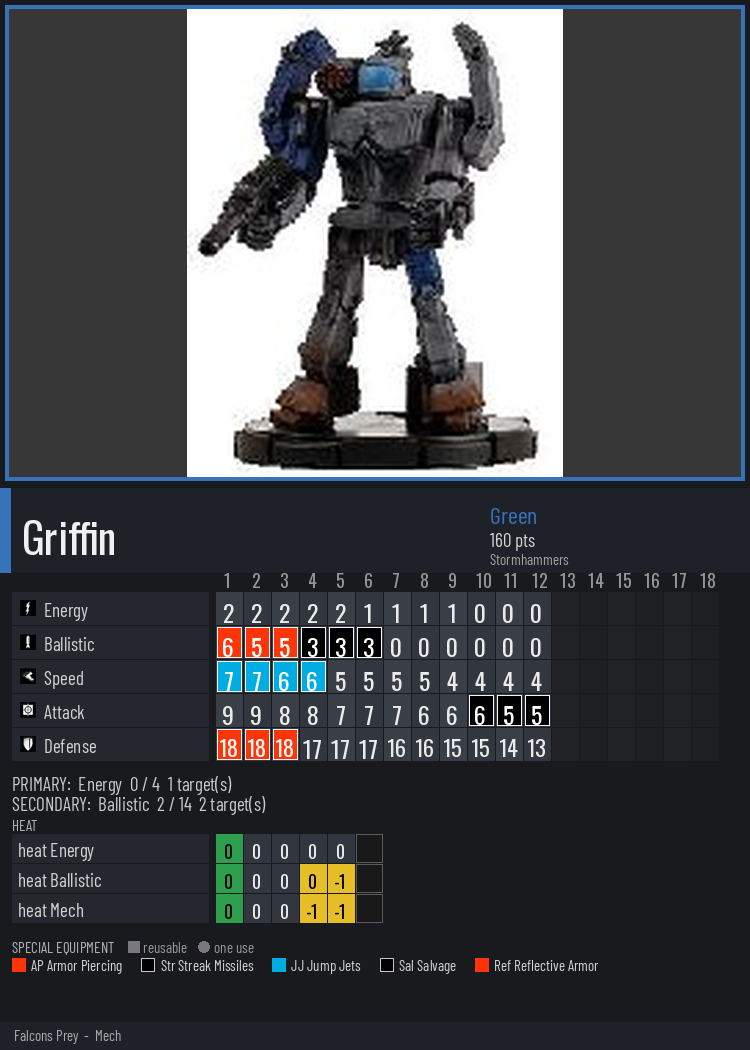 Griffin
Green
160 pts
Stormhammers
1 2 3 4 5 6 7 8 9 10 11 12 13 14 15 16 17 18
Energy 2 2 2 2 2 1 1 1 1 0 0 0
Ballistic 6 5 5 3 3 3 0 0 0 0 0 0
Speed 7 7 6 6 5 5 5 5 4 4 4 4
Attack 9 9 8 8 7 7 7 6 6 6 5 5
Defense 18 18 18 17 17 17 16 16 15 15 14 13
PRIMARY: Energy 0 / 4 1 target(s)
SECONDARY: Ballistic 2 / 14 2 target(s)
HEAT
heat Energy 0 0 0 0 0
heat Ballistic 0 0 0 0 -1
heat Mech 0 0 0 -1 -1
SPECIAL EQUIPMENT reusable one use
AP Armor Piercing Str Streak Missiles JJ Jump Jets Sal Salvage Ref Reflective Armor
Falcons Prey - Mech